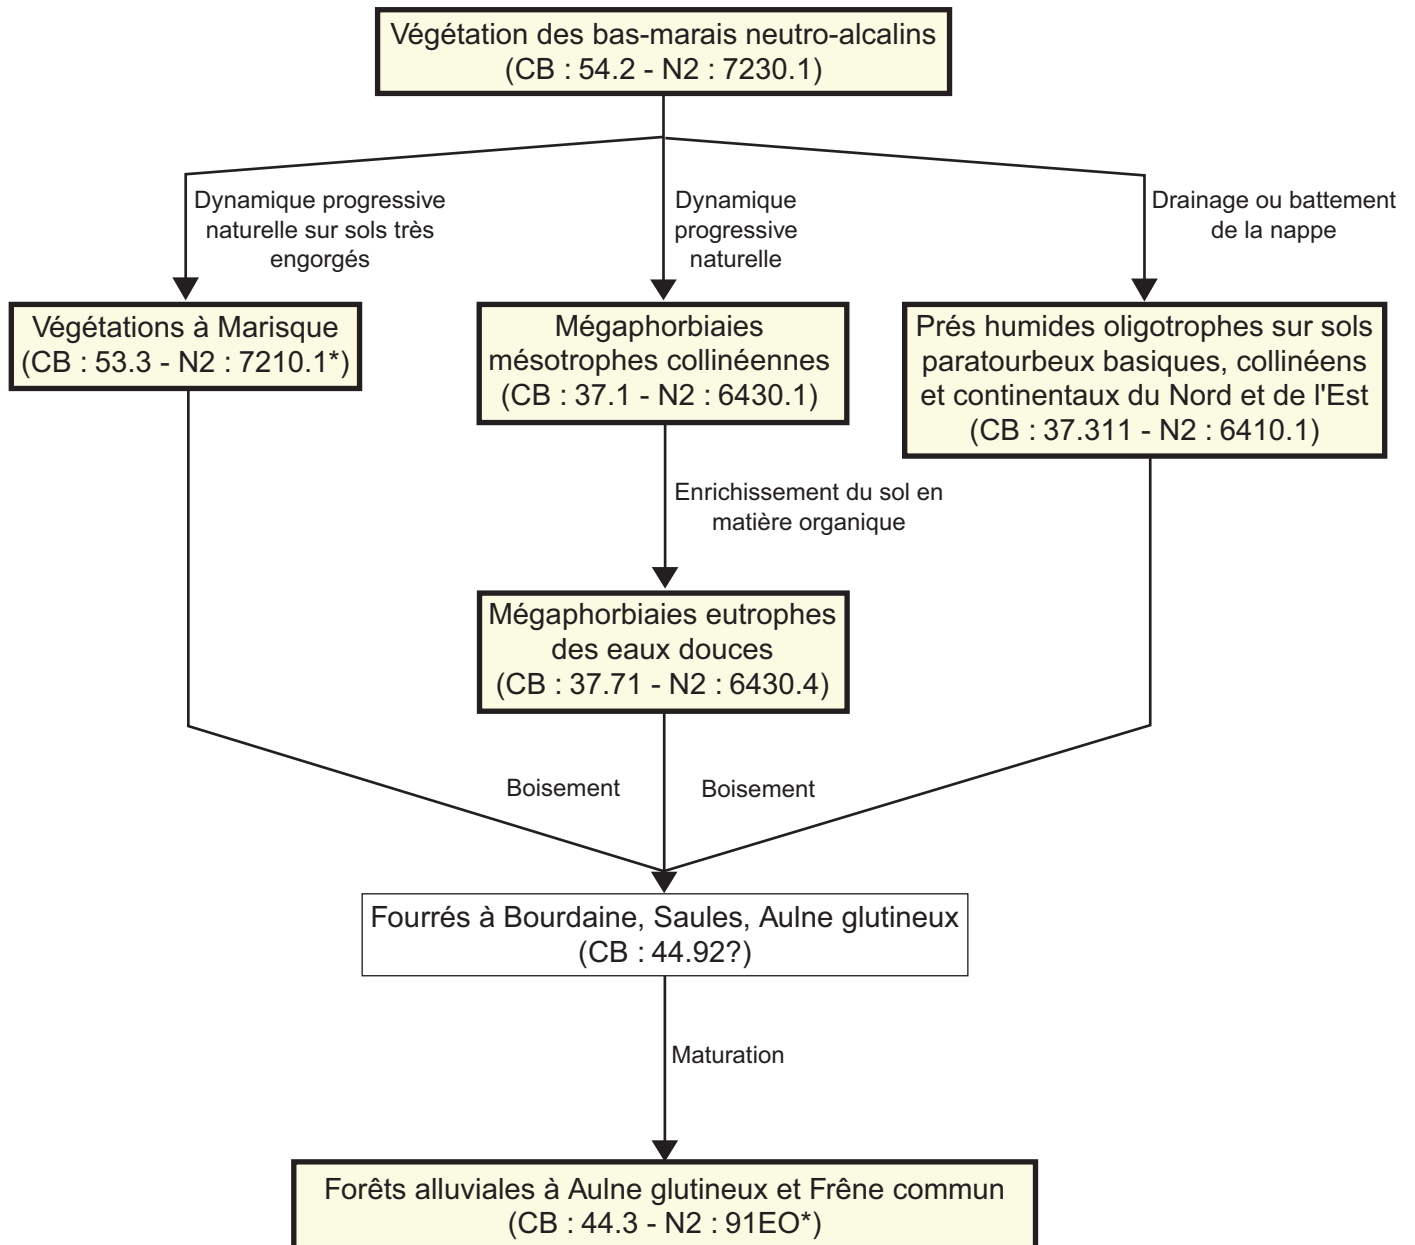 Végétation des bas-marais neutro-alcalins
(CB : 54.2 - N2 : 7230.1)
Dynamique progressive
naturelle sur sols très
engorgés
Dynamique
progressive
naturelle
Drainage ou battement
de la nappe
Végétations à Marisque
(CB : 53.3 - N2 : 7210.1*)
Mégaphorbiaies
mésotrophes collinéennes
(CB : 37.1 - N2 : 6430.1)
Prés humides oligotrophes sur sols
paratourbeux basiques, collinéens
et continentaux du Nord et de l'Est
(CB : 37.311 - N2 : 6410.1)
Enrichissement du sol en
matière organique
Mégaphorbiaies eutrophes
des eaux douces
(CB : 37.71 - N2 : 6430.4)
Boisement
Boisement
Fourrés à Bourdaine, Saules, Aulne glutineux
(CB : 44.92?)
Maturation
Forêts alluviales à Aulne glutineux et Frêne commun
(CB : 44.3 - N2 : 91EO*)